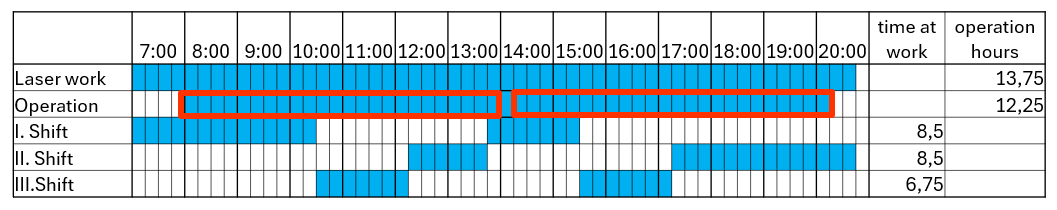 time at work operation hours
7:00 8:00 9:00 10:00 11:00 12:00 13:00 14:00 15:00 16:00 17:00 18:00 19:00 20:00
Laser work 13,75
Operation 12,25
I. Shift 8,5
II. Shift 8,5
III.Shift 6,75